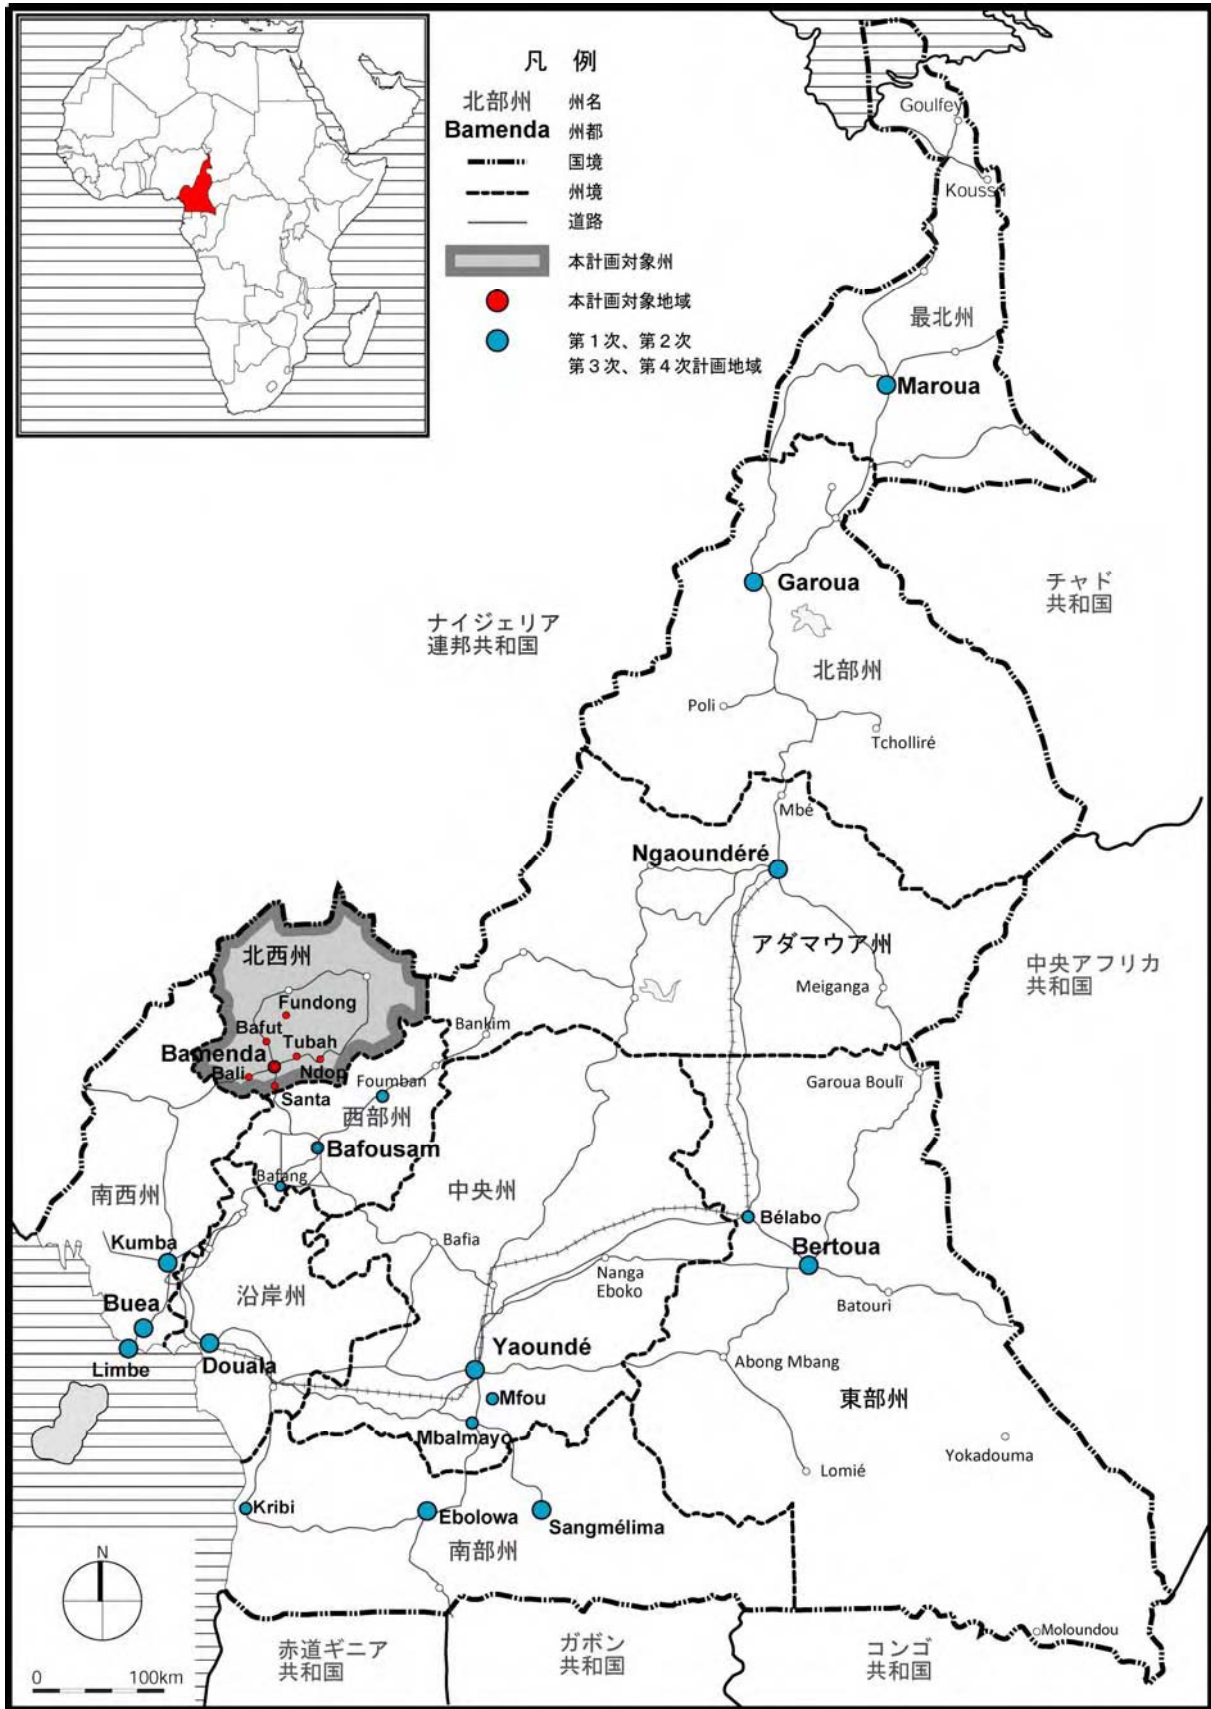 凡 例
北部州 州名
Bamenda 州都
国境
州境
道路
本計画対象州
本計画対象地域
第1次、第2次
第3次、第4次計画地域
Goulfey
最北州
Maroua
Garoua
チャド
共和国
ナイジェリア
連邦共和国
北部州
Poli
Tcholliré
Mbé
Ngaoundéré
アダマウア州
北西州
中央アフリカ
共和国
Meiganga
Fundong
Bankim
Bafut
Tubah
Bamenda
Ndop
Bali
Foumban
Garoua Bouli
Santa
西部州
Bafousam
Bafang
中央州
南西州
Bélabo
Kumba
Bafia
Bertoua
Nanga
Eboko
沿岸州
Buea
Batouri
Yaoundé
Limbe
Douala
Abong Mbang
Mfou
東部州
Mbalmayo
Yokadouma
Lomié
Kribi
Ebolowa
Sangmélima
南部州
N
Moloundou
赤道ギニア
共和国
ガボン
共和国
コンゴ
共和国
0 100km